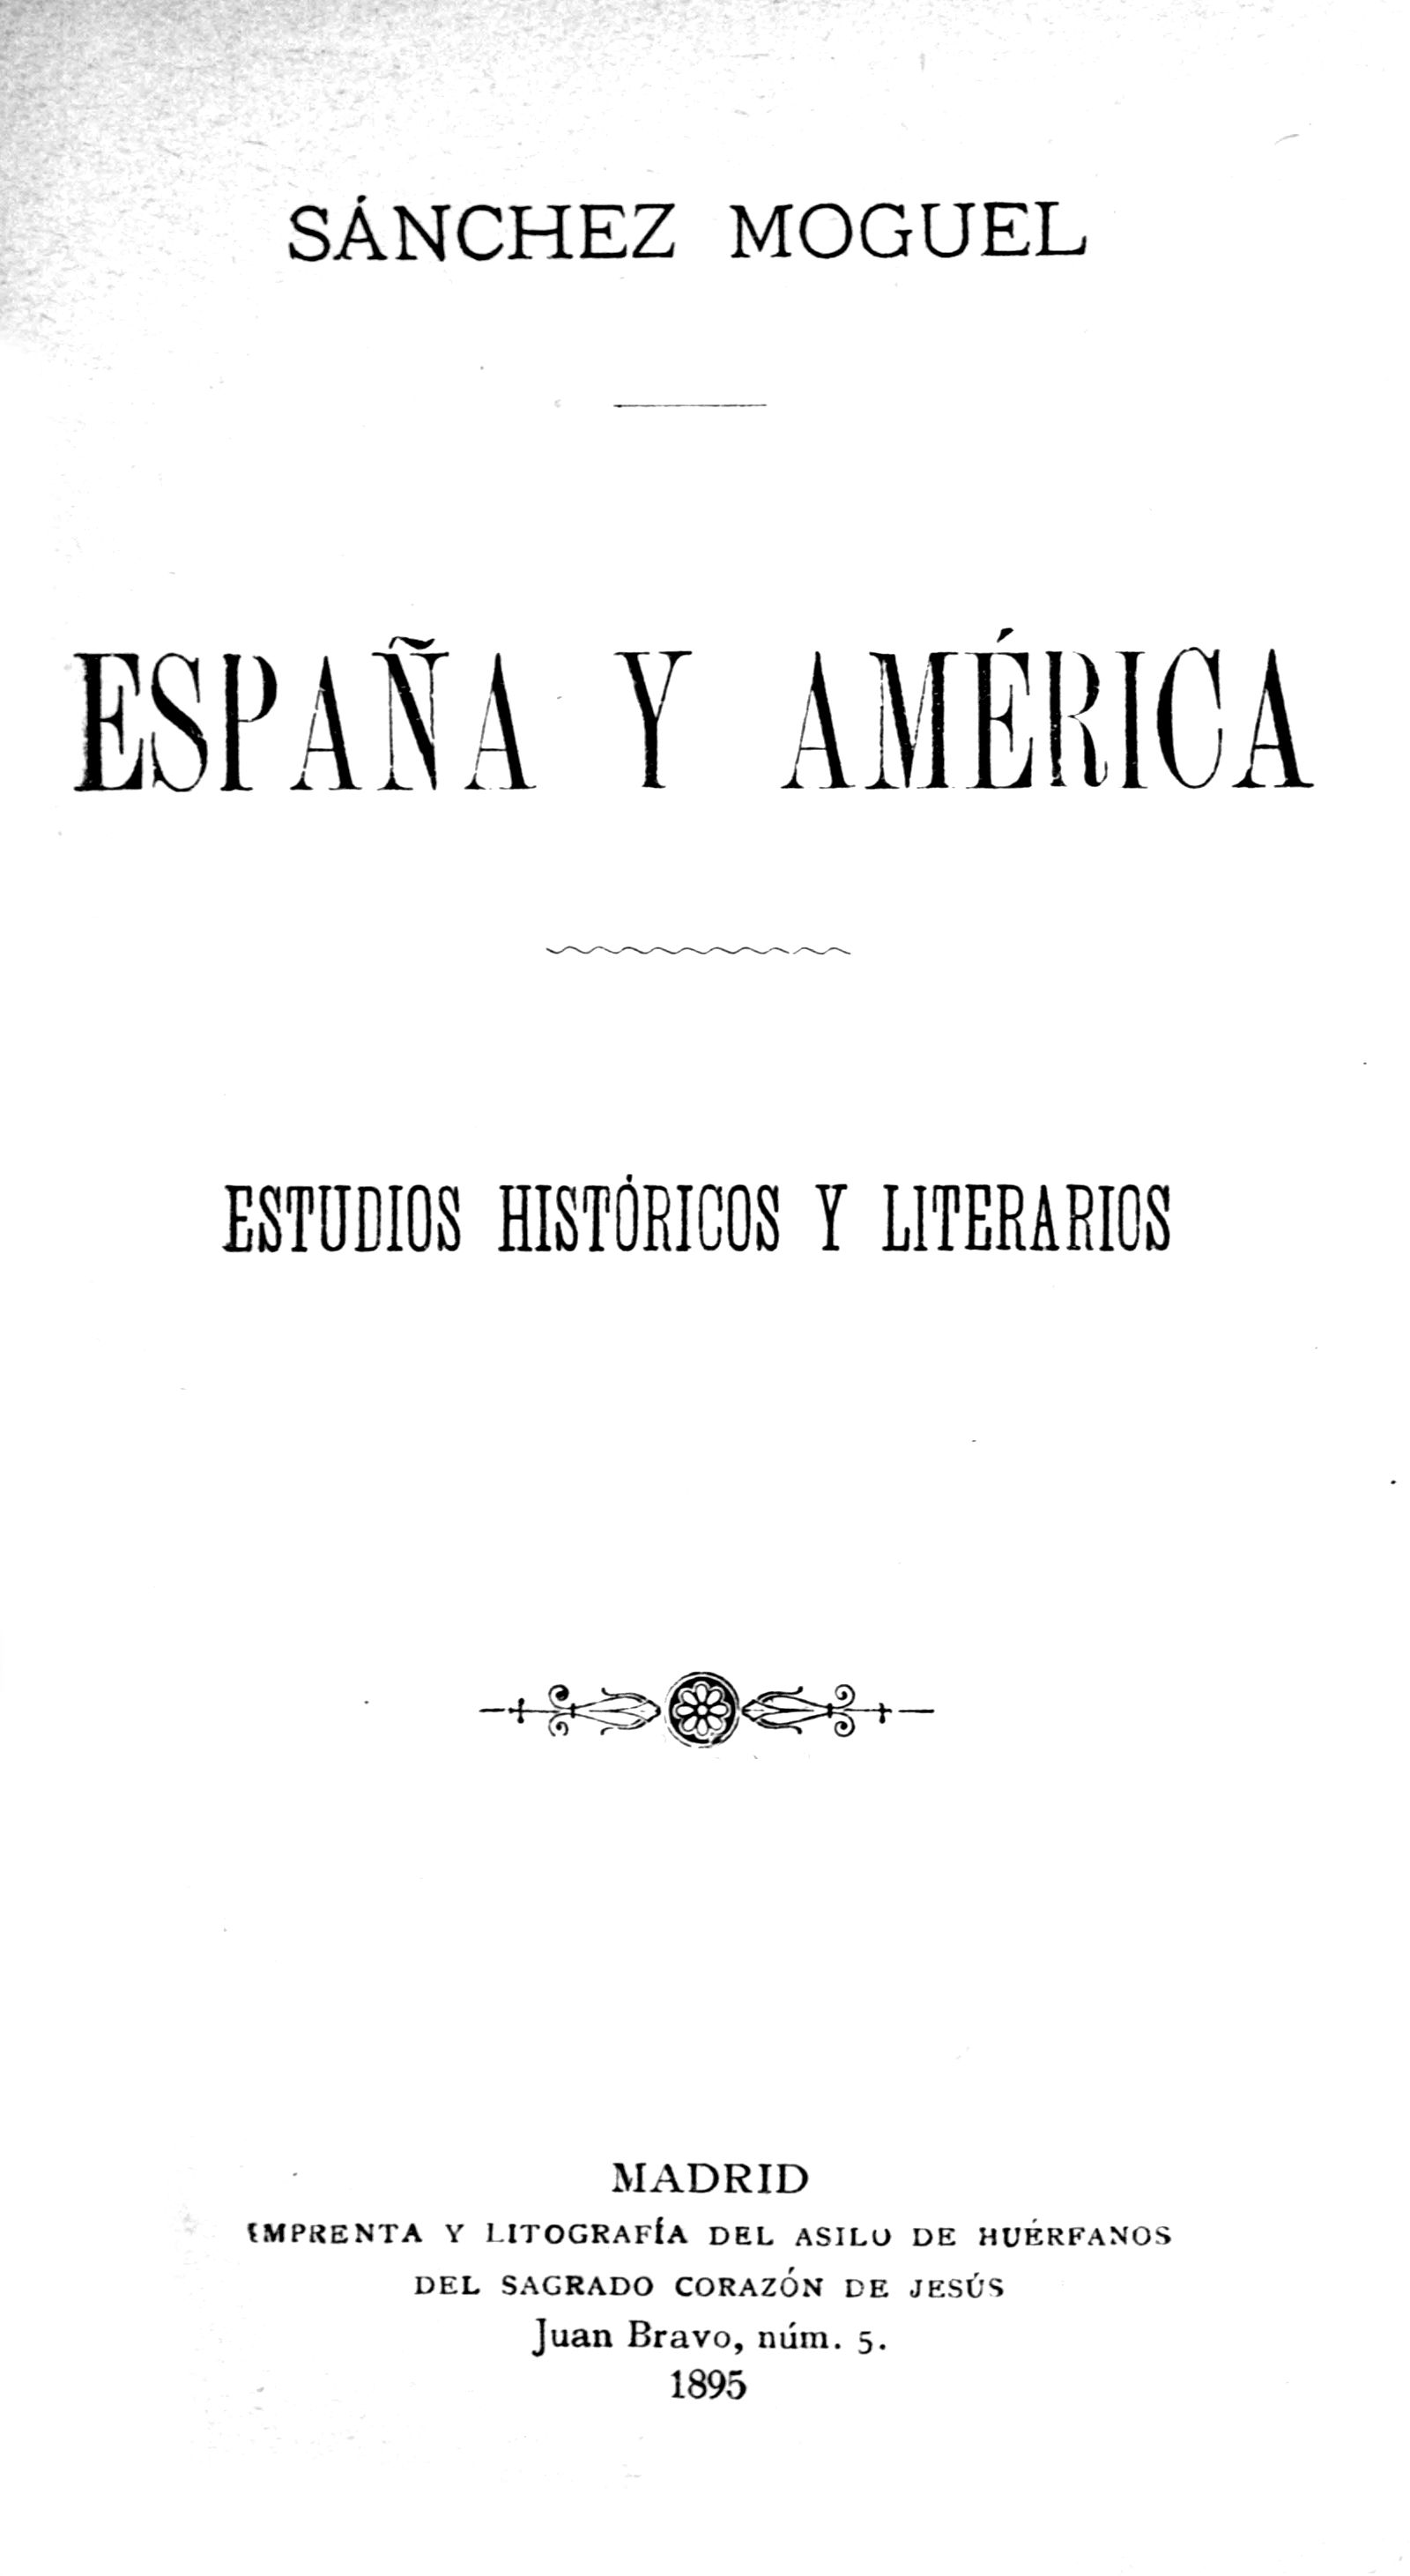 SÁNCHEZ MOGUEL
ESPAÑA Y AMÉRICA
ESTUDIOS HISTÓRICOS Y LITERARIOS
MADRID
IMPRENTA Y LITOGRAFÍA DEL ASILO DE HUÉRFANOS
DEL SAGRADO CORAZÓN DE JESÚS
Juan Bravo, núm. 5.
1895